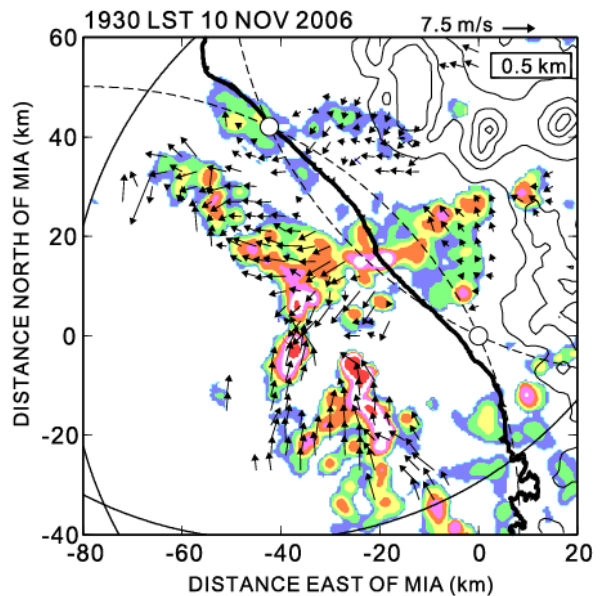 1930 LST 10 NOV 2006
7.5 m/s
0.5 km
60
40
20
0
-20
-40
DISTANCE NORTH OF MIA (km)
-80
-60
-40
-20
0
20
DISTANCE EAST OF MIA (km)